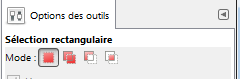 Options des outils
Sélection rectangulaire
Mode :